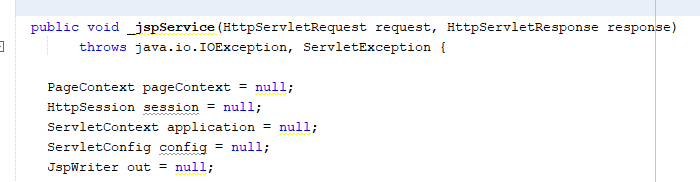 public void _jspService(HttpServletRequest request, HttpServletResponse response)
throws java.io.IOException, ServletException {
PageContext pageContext = null;
HttpSession session = null;
ServletContext application = null;
ServletConfig config = null;
JspWriter out = null;